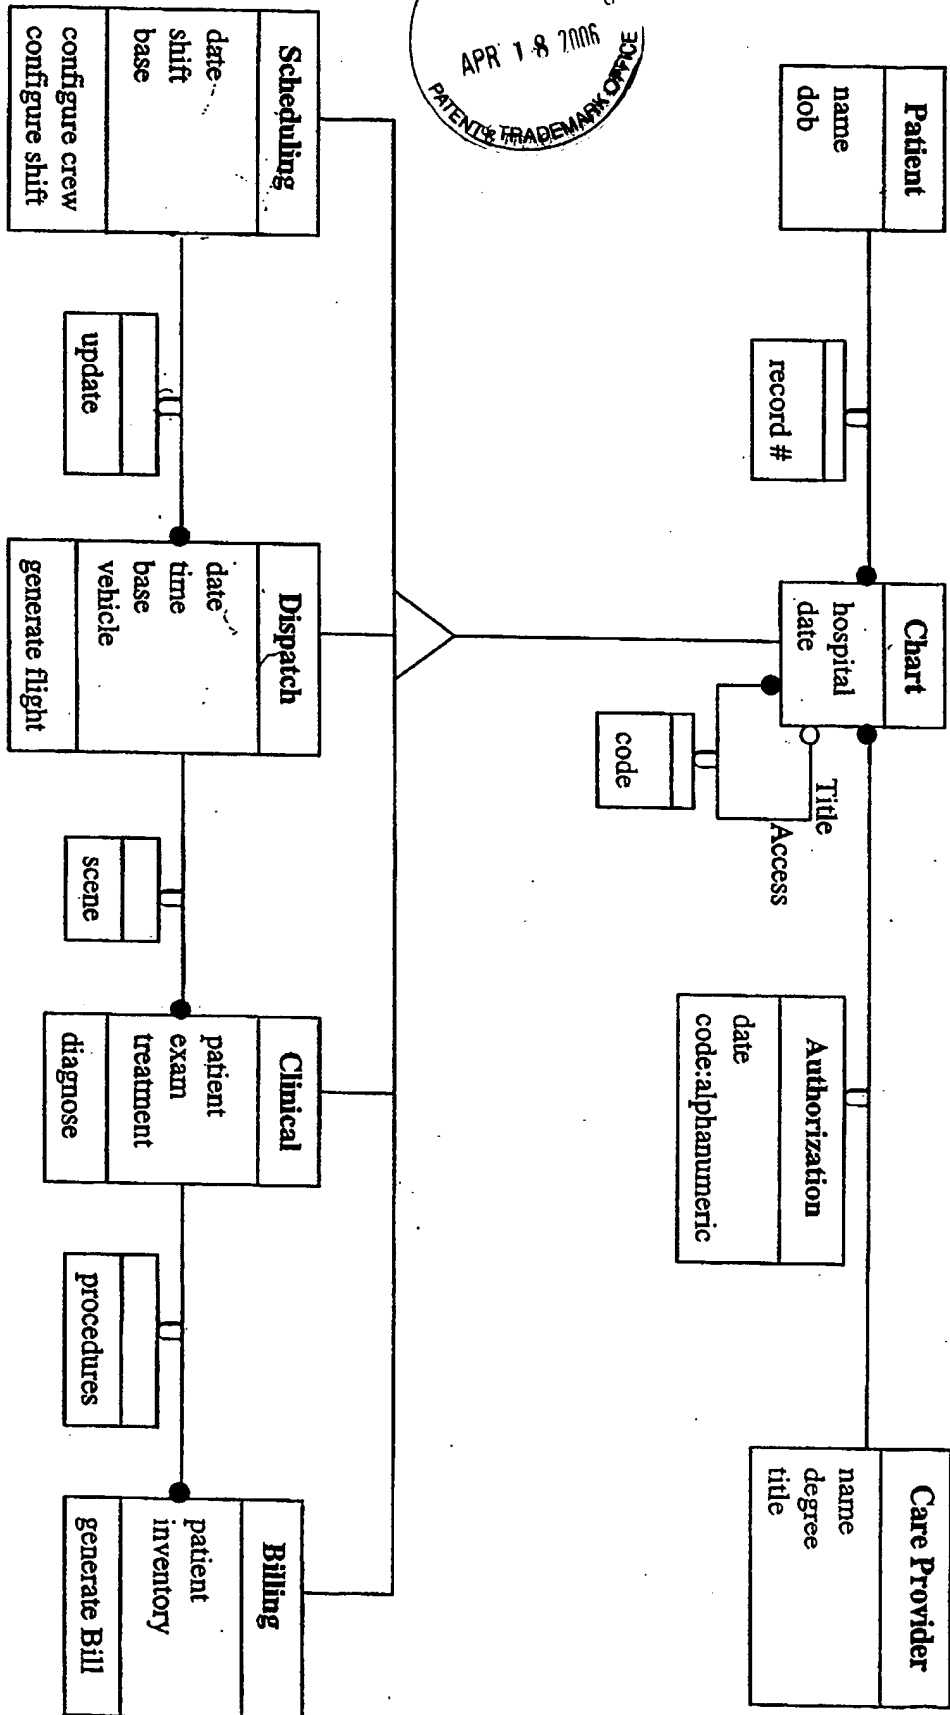 Patient
name
dob
record #
Chart
hospital
date
Title
Access
code
Authorization
date
code:alphanumeric
Care Provider
name
degree
title
APR 18 2006
PATENT & TRADEMARK OFFICE
Scheduling
date
shift
base
configure crew
configure shift
update
Dispatch
date
time
base
vehicle
generate flight
scene
Clinical
patient
exam
treatment
diagnose
procedures
Billing
patient
inventory
generate Bill